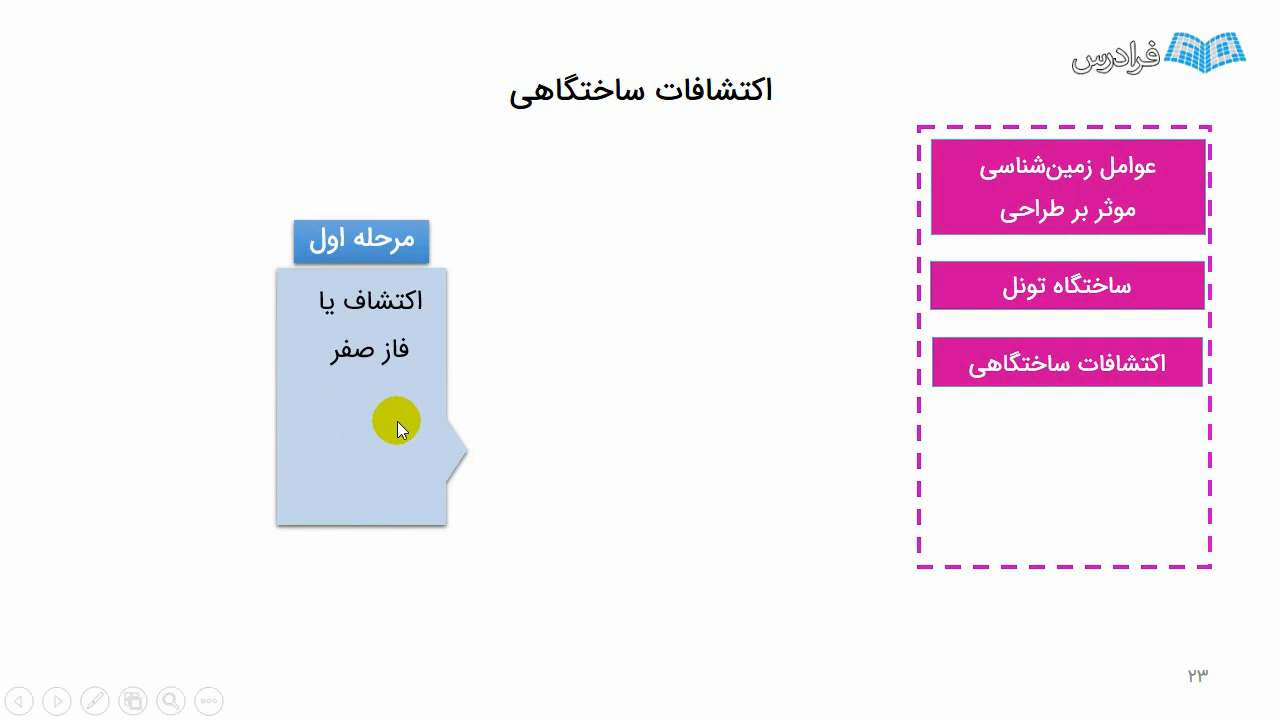 فرادرس
اکتشافات ساختگاهی
عوامل زمین‌شناسی
موثر بر طراحی
ساختگاه تونل
اکتشافات ساختگاهی
مرحله اول
اکتشاف یا
فاز صفر
۲۳